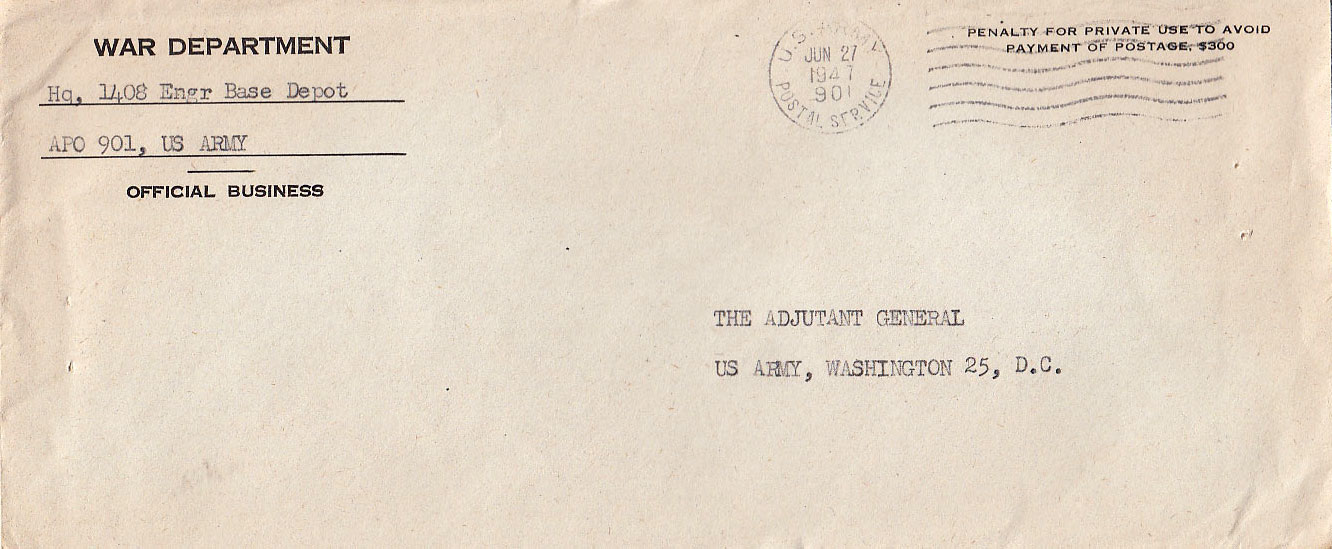 WAR DEPARTMENT
Hq, 1408 Engr Base Depot
APO 901, US ARMY
OFFICIAL BUSINESS
U.S. ARMY
JUN 27
1947
901
POSTAL SERVICE
PENALTY FOR PRIVATE USE TO AVOID
PAYMENT OF POSTAGE, $300
THE ADJUTANT GENERAL
US ARMY, WASHINGTON 25, D.C.